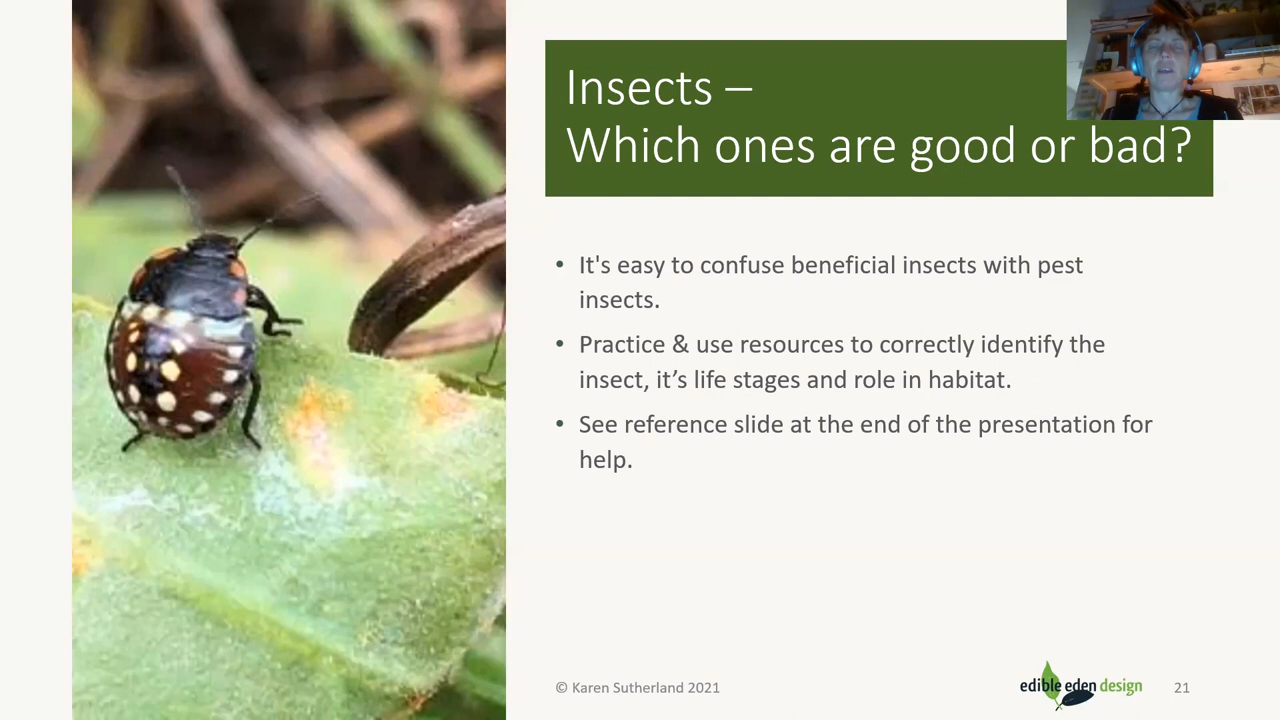 Insects –
Which ones are good or bad?
• It's easy to confuse beneficial insects with pest
insects.
• Practice & use resources to correctly identify the
insect, it’s life stages and role in habitat.
• See reference slide at the end of the presentation for
help.
© Karen Sutherland 2021
edible eden design
21